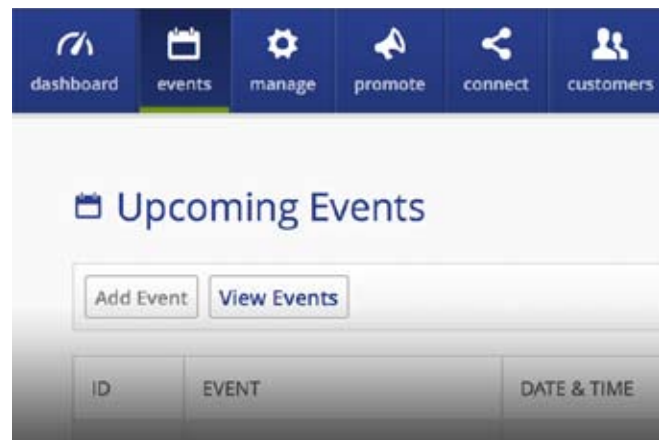 dashboard events manage promote connect customers
Upcoming Events
Add Event View Events
ID EVENT DATE & TIME